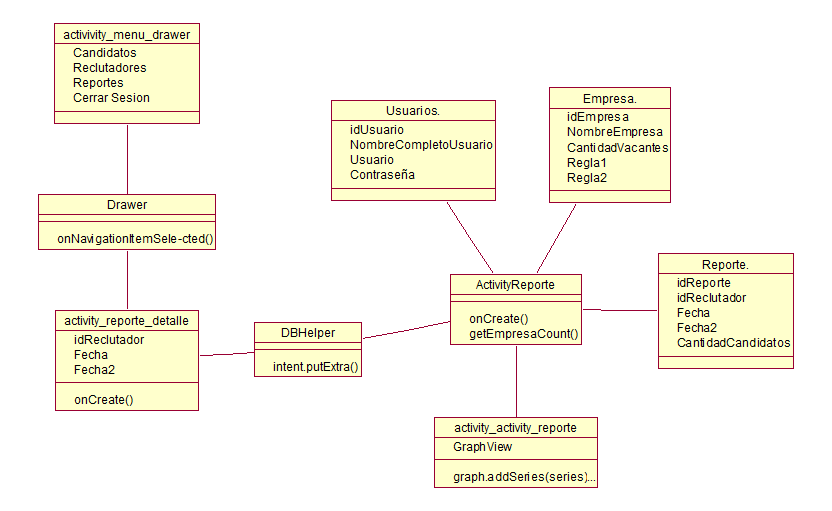 activivity_menu_drawer
Candidatos
Reclutadores
Reportes
Cerrar Sesion
Usuarios.
idUsuario
NombreCompletoUsuario
Usuario
Contraseña
Empresa.
idEmpresa
NombreEmpresa
CantidadVacantes
Regla1
Regla2
Drawer
onNavigationItemSele-cted()
ActivityReporte
onCreate()
getEmpresaCount()
Reporte.
idReporte
idReclutador
Fecha
Fecha2
CantidadCandidatos
activity_reporte_detalle
idReclutador
Fecha
Fecha2
onCreate()
DBHelper
intent.putExtra()
activity_activity_reporte
GraphView
graph.addSeries(series)...